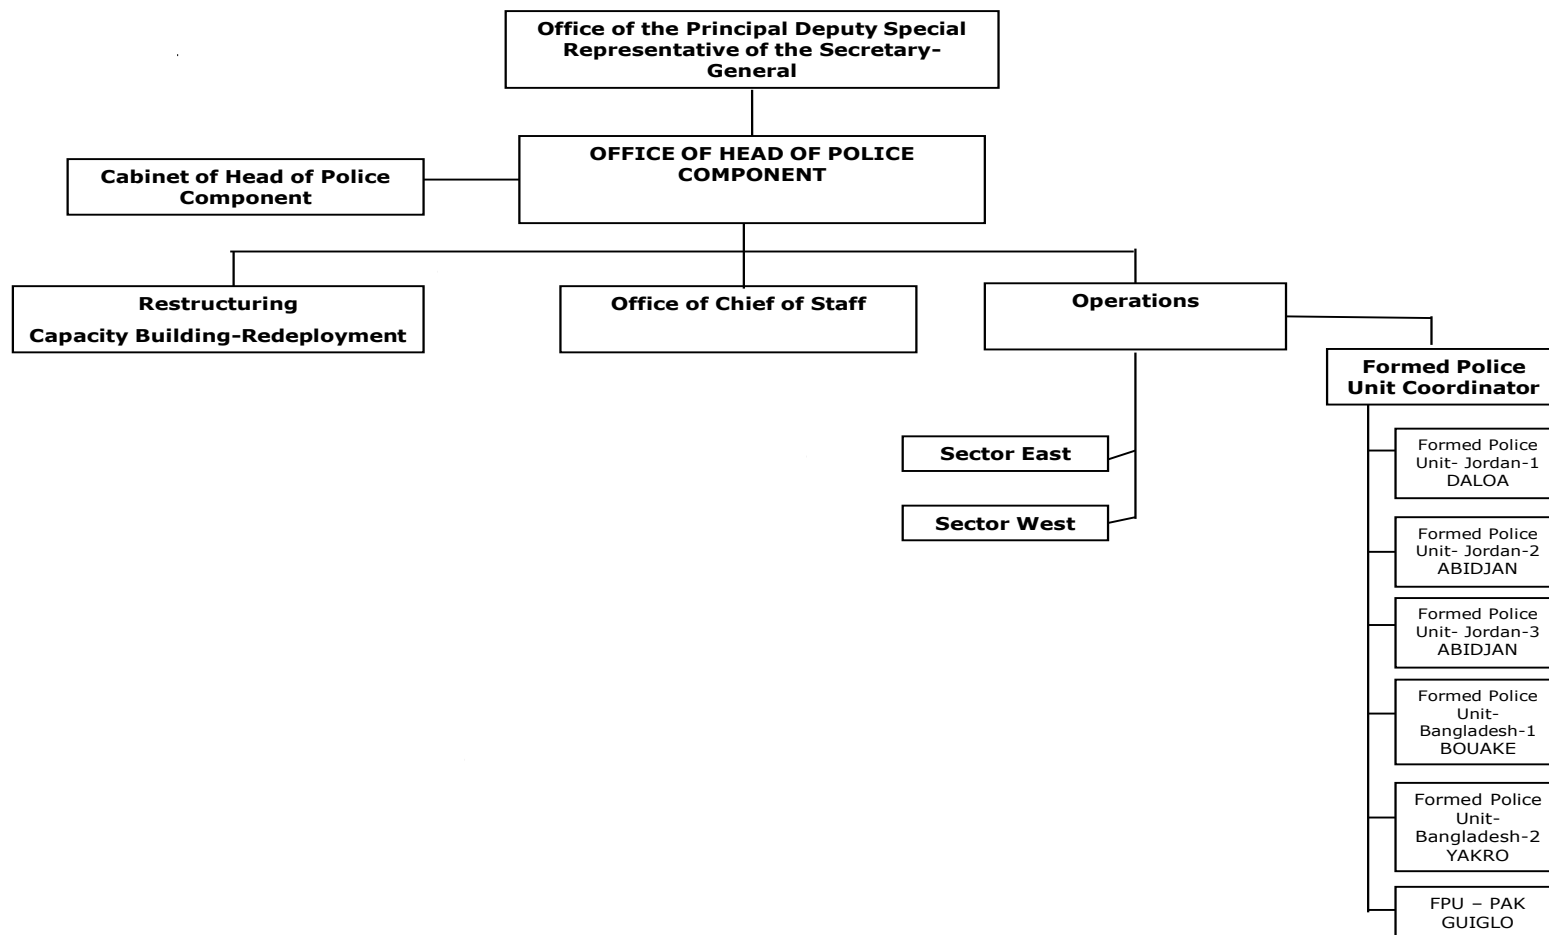 Office of the Principal Deputy Special
Representative of the Secretary-
General
OFFICE OF HEAD OF POLICE
COMPONENT
Cabinet of Head of Police
Component
Restructuring
Capacity Building-Redeployment
Office of Chief of Staff
Operations
Formed Police
Unit Coordinator
Sector East
Sector West
Formed Police
Unit- Jordan-1
DALOA
Formed Police
Unit- Jordan-2
ABIDJAN
Formed Police
Unit- Jordan-3
ABIDJAN
Formed Police
Unit-
Bangladesh-1
BOUAKE
Formed Police
Unit-
Bangladesh-2
YAKRO
FPU – PAK
GUIGLO